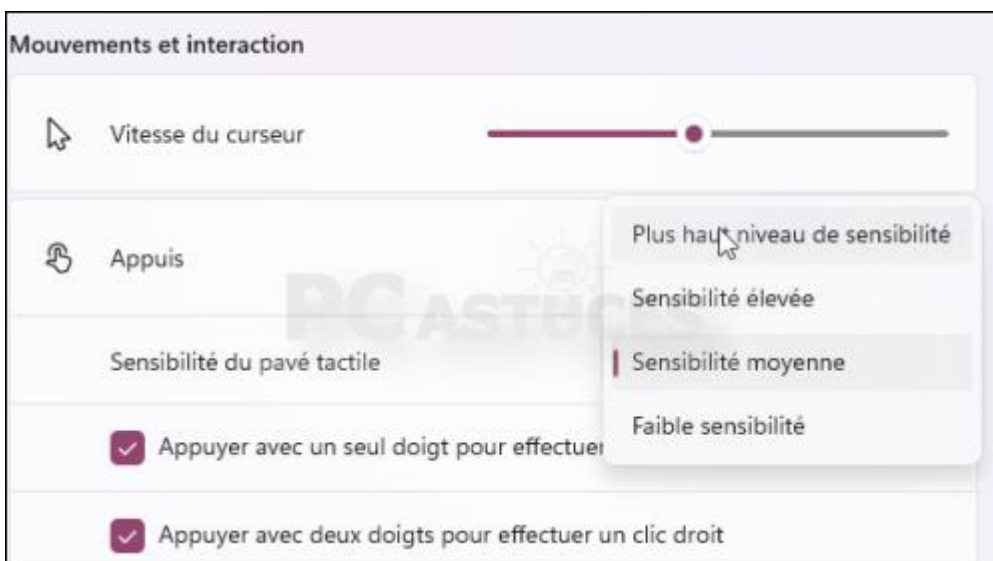 Mouvements et interaction
Vitesse du curseur
Plus haut niveau de sensibilité
Appuis
PC ASTUCES
Sensibilité élevée
Sensibilité du pavé tactile
Sensibilité moyenne
Faible sensibilité
Appuyer avec un seul doigt pour effectuer
Appuyer avec deux doigts pour effectuer un clic droit